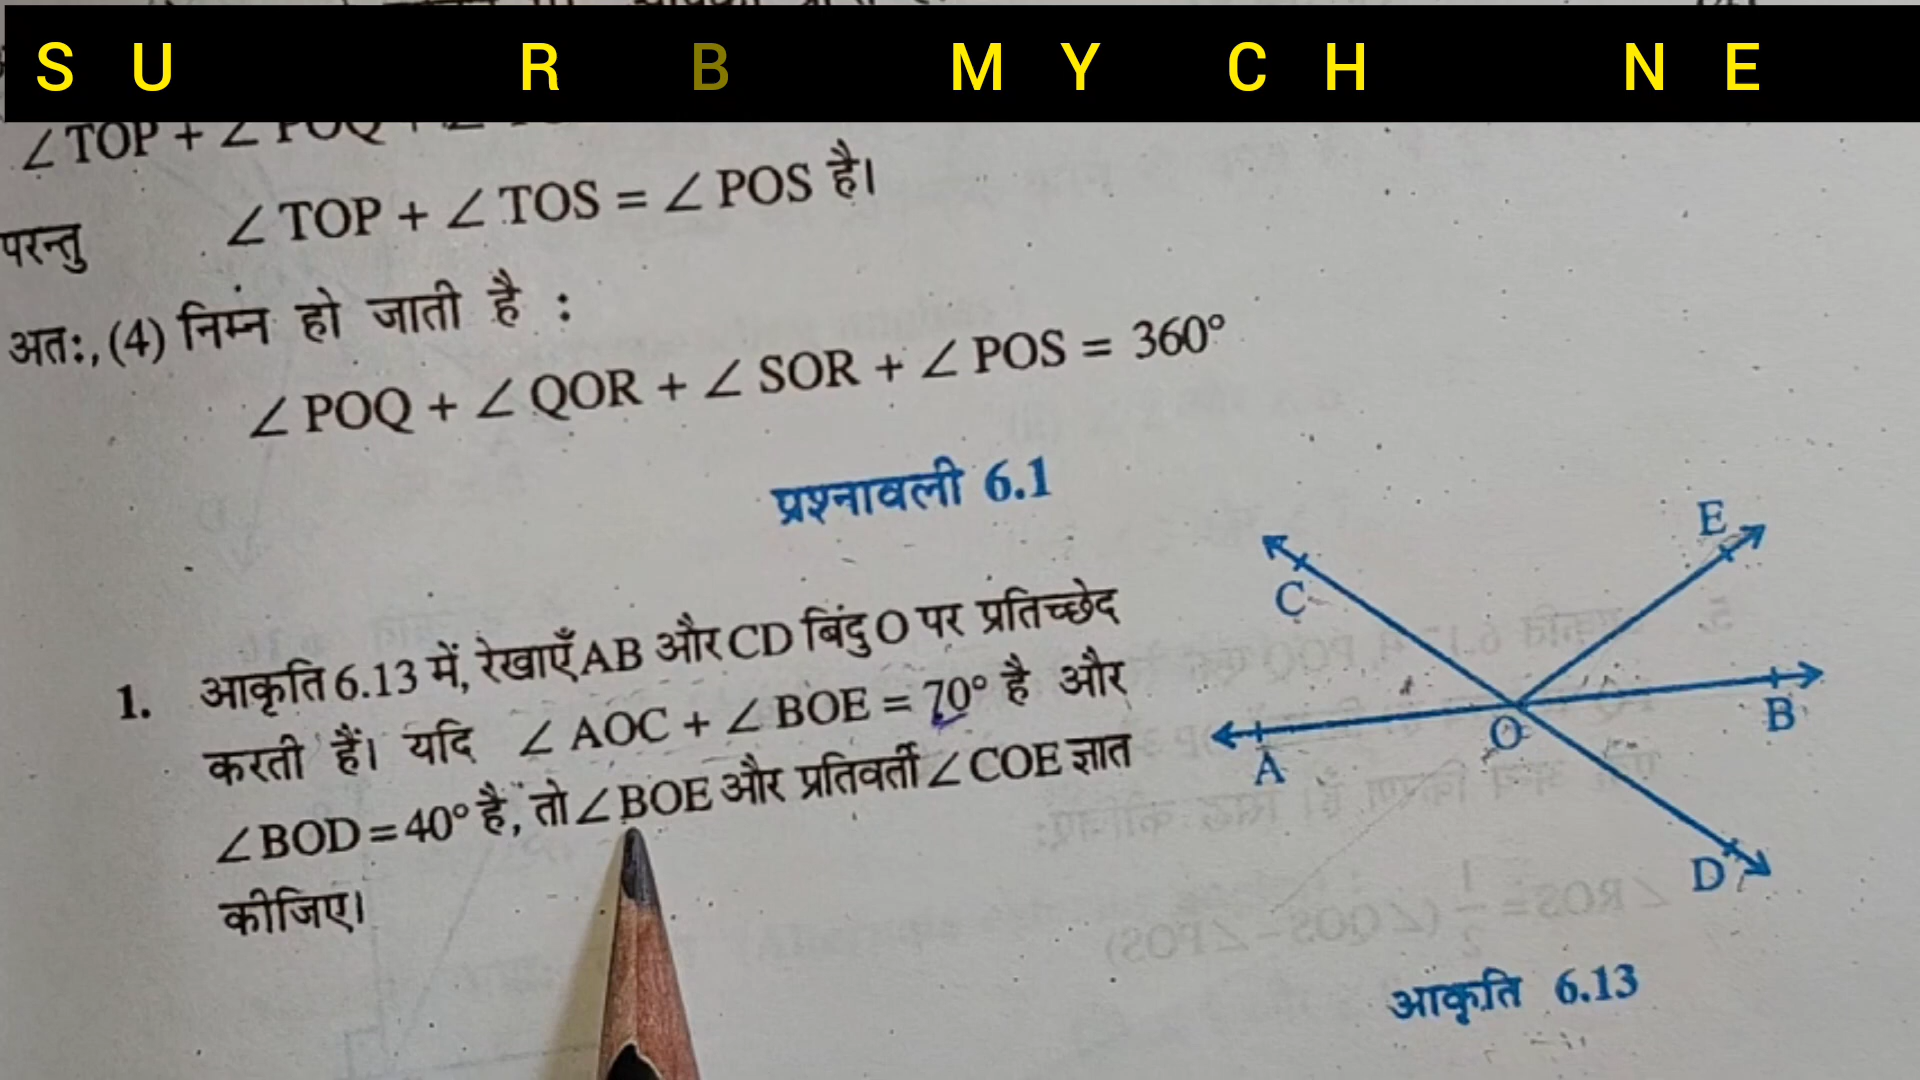 S U R B M Y C H N E
∠TOP + ∠POQ +
परन्तु ∠TOP + ∠TOS = ∠POS है।
अतः, (4) निम्न हो जाती है :
∠POQ + ∠QOR + ∠SOR + ∠POS = 360°
प्रश्नावली 6.1
1. आकृति 6.13 में, रेखाएँ AB और CD बिंदु O पर प्रतिच्छेद
करती हैं। यदि ∠AOC + ∠BOE = 70° है और
∠BOD = 40° है, तो ∠BOE और प्रतिवर्ती ∠COE ज्ञात
कीजिए।
C
E
A
O
B
D
आकृति 6.13